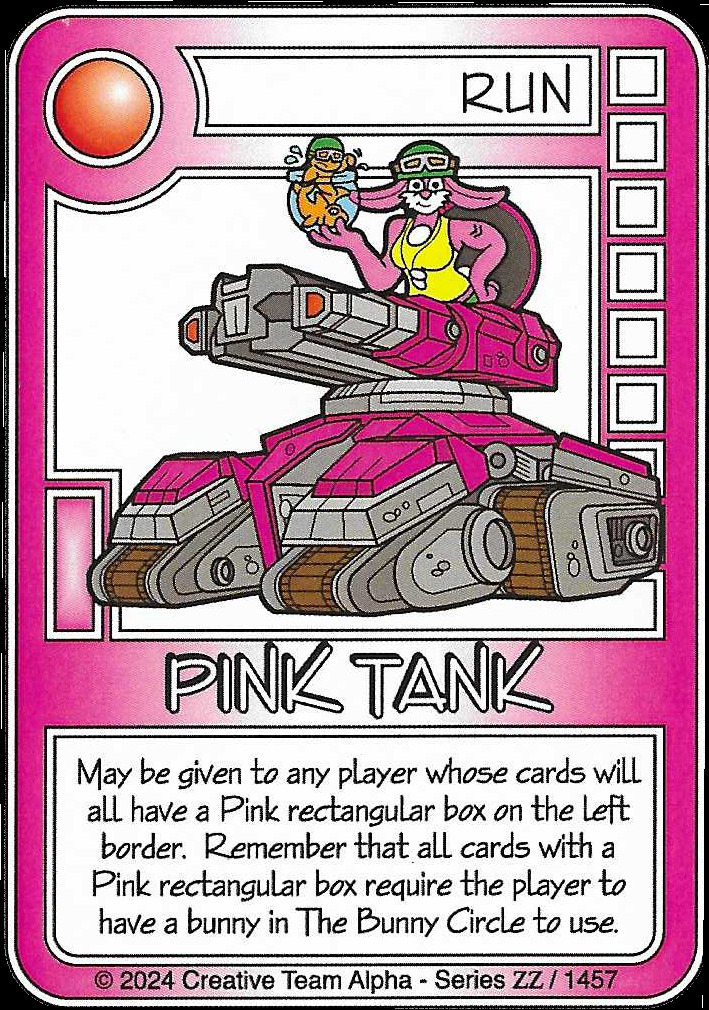 RUN
PINK TANK
May be given to any player whose cards will
all have a Pink rectangular box on the left
border. Remember that all cards with a
Pink rectangular box require the player to
have a bunny in The Bunny Circle to use.
© 2024 Creative Team Alpha - Series ZZ / 1457